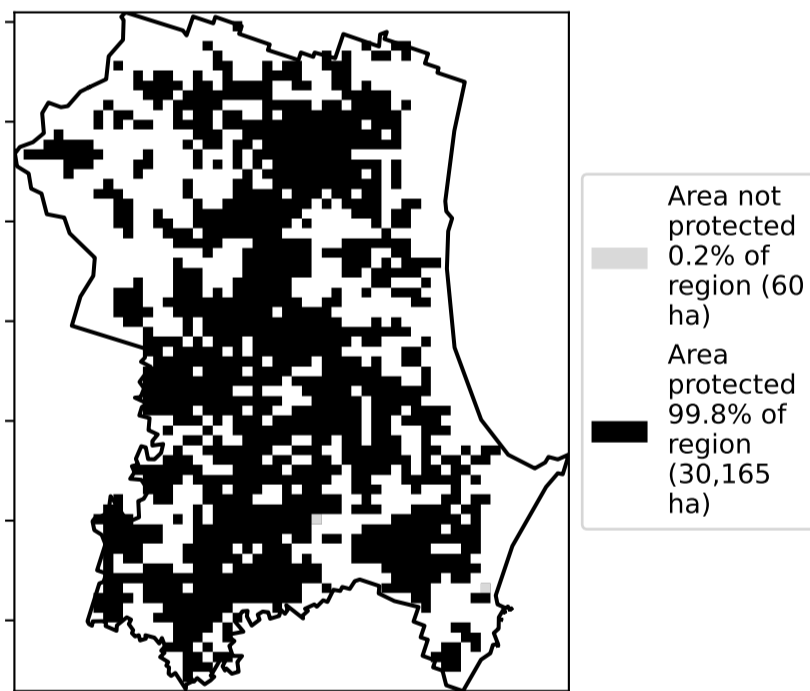 Area not
protected
0.2% of
region (60
ha)
Area
protected
99.8% of
region
(30,165
ha)